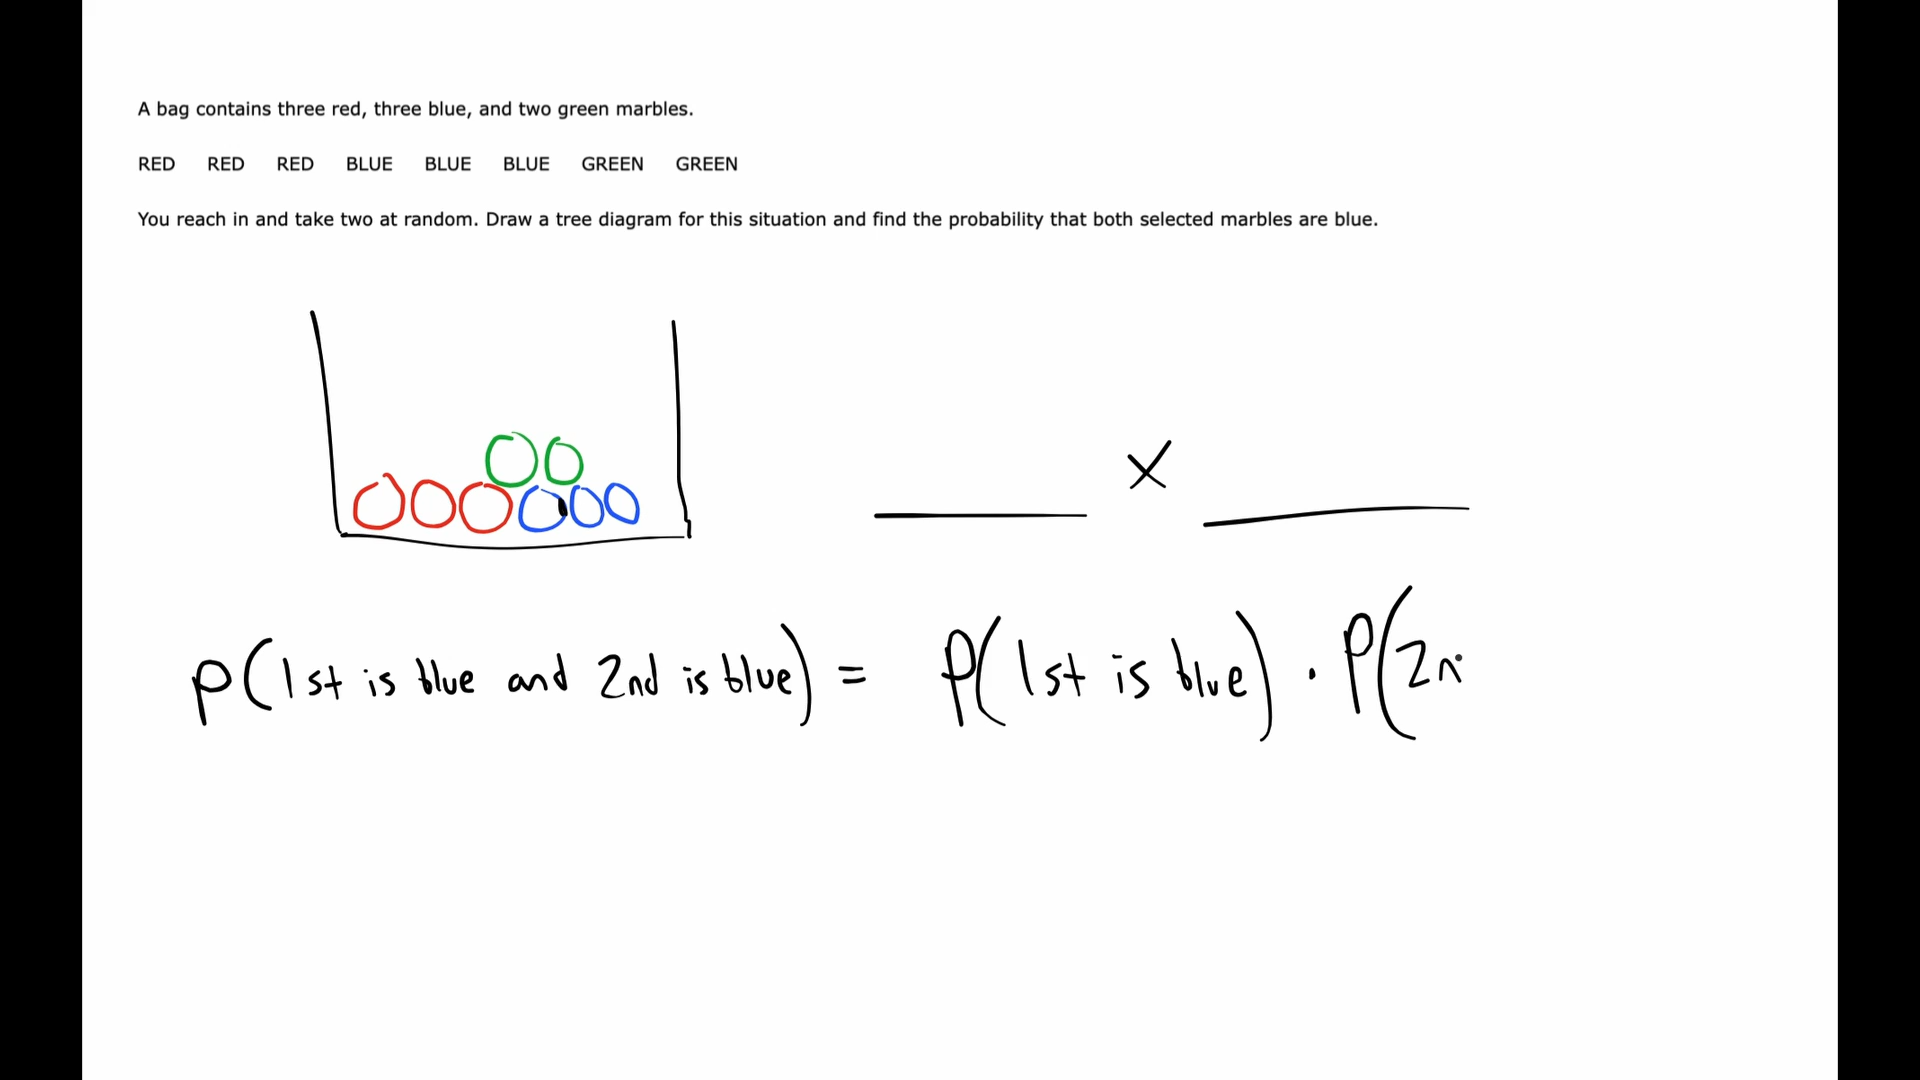 A bag contains three red, three blue, and two green marbles.
RED RED RED BLUE BLUE BLUE GREEN GREEN
You reach in and take two at random. Draw a tree diagram for this situation and find the probability that both selected marbles are blue.
X
P(1st is blue and 2nd is blue) = P(1st is blue) · P(2n